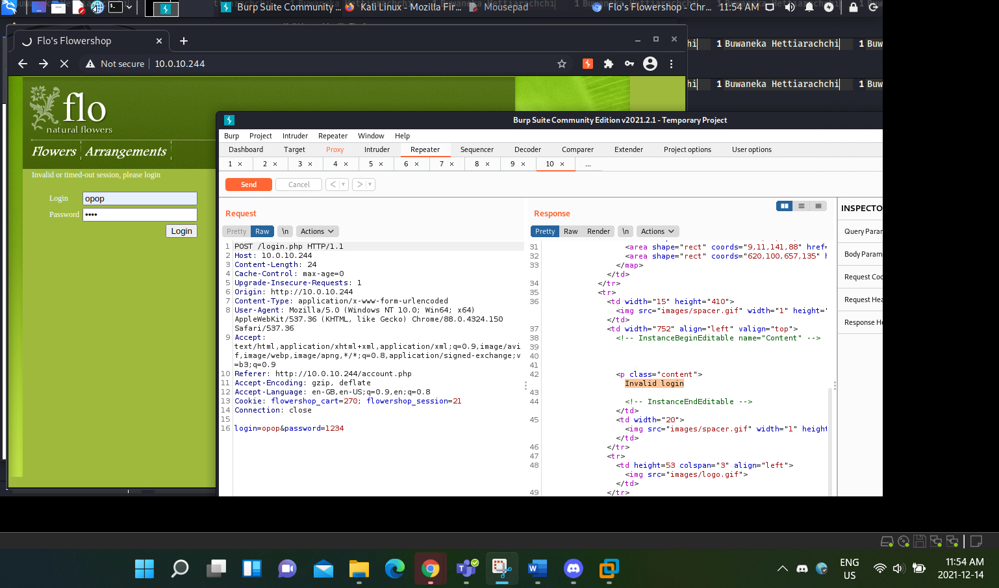 Burp Suite Community ... Kali Linux - Mozilla Fir... Mousepad Flo's Flowershop - Chr... 11:54 AM
Flo's Flowershop
1 Buwaneka Hettiarachchi 1 Buw
Not secure 10.0.10.244
1 Buwaneka Hettiarachchi 1 Buw
flo
natural flowers
Flowers Arrangements
Invalid or timed-out session, please login
Login opop
Password ••••
Login
Burp Suite Community Edition v2021.2.1 - Temporary Project
Burp Project Intruder Repeater Window Help
Dashboard Target Proxy Intruder Repeater Sequencer Decoder Comparer Extender Project options User options
1 × 2 × 3 × 4 × 5 × 6 × 7 × 8 × 9 × 10 × ...
Send Cancel < >
Request
Pretty Raw \n Actions
1 POST /login.php HTTP/1.1
2 Host: 10.0.10.244
3 Content-Length: 24
4 Cache-Control: max-age=0
5 Upgrade-Insecure-Requests: 1
6 Origin: http://10.0.10.244
7 Content-Type: application/x-www-form-urlencoded
8 User-Agent: Mozilla/5.0 (Windows NT 10.0; Win64; x64)
AppleWebKit/537.36 (KHTML, like Gecko) Chrome/88.0.4324.150
Safari/537.36
9 Accept:
text/html,application/xhtml+xml,application/xml;q=0.9,image/avi
f,image/webp,image/apng,*/*;q=0.8,application/signed-exchange;v
=b3;q=0.9
10 Referer: http://10.0.10.244/account.php
11 Accept-Encoding: gzip, deflate
12 Accept-Language: en-GB,en-US;q=0.9,en;q=0.8
13 Cookie: flowershop_cart=270; flowershop_session=21
14 Connection: close
15
16 login=opop&password=1234
Response
Pretty Raw Render \n Actions
31 <area shape="rect" coords="9,11,141,88" href=
32 <area shape="rect" coords="620,100,657,135" h
33 </map>
</td>
34 </tr>
35 <tr>
36 <td width="15" height="410">
<img src="images/spacer.gif" width="1" height="
</td>
37 <td width="752" align="left" valign="top">
38 <!-- InstanceBeginEditable name="Content" -->
39
40
41
42 <p class="content">
Invalid login
43
44 <!-- InstanceEndEditable -->
</td>
45 <td width="20">
<img src="images/spacer.gif" width="1" height
</td>
46 </tr>
47 <tr>
48 <td height=53 colspan="3" align="left">
<img src="images/logo.gif">
</td>
49 </tr>
INSPECTO
Query Parar
Body Param
Request Coo
Request Hea
Response He
ENG
US
11:54 AM
2021-12-14